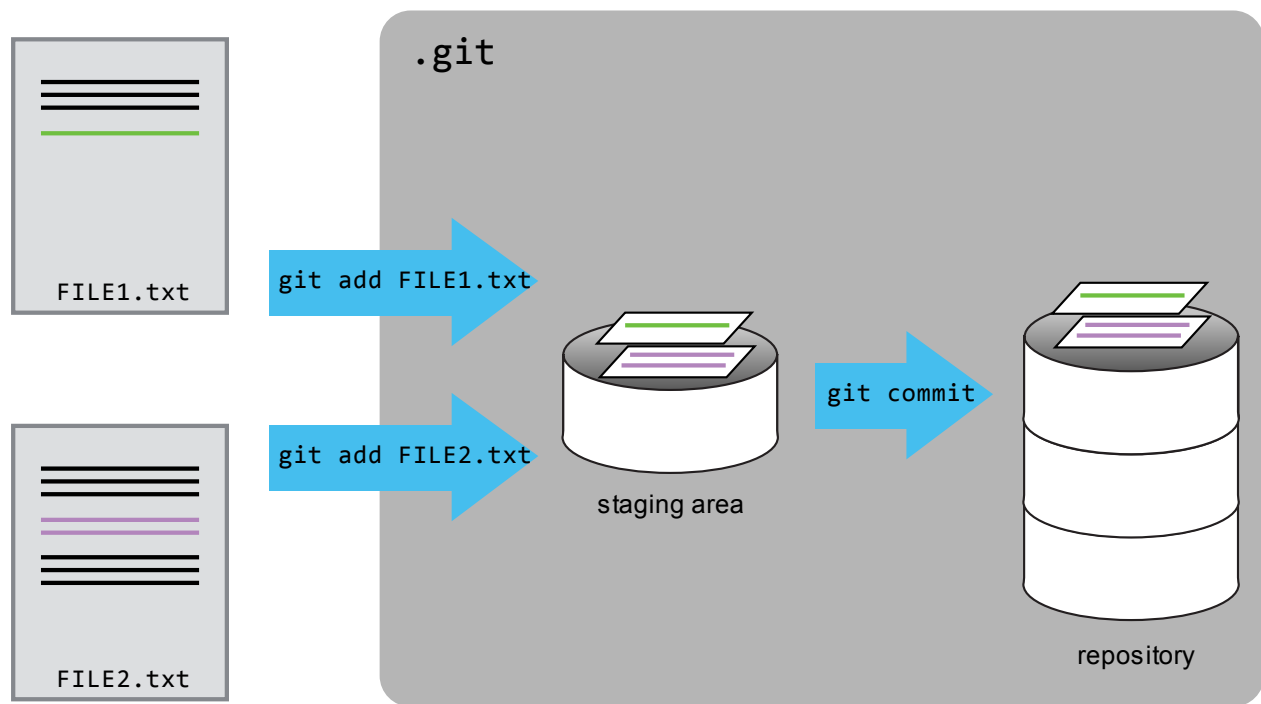 .git
FILE1.txt
git add FILE1.txt
git add FILE2.txt
git commit
staging area
repository
FILE2.txt